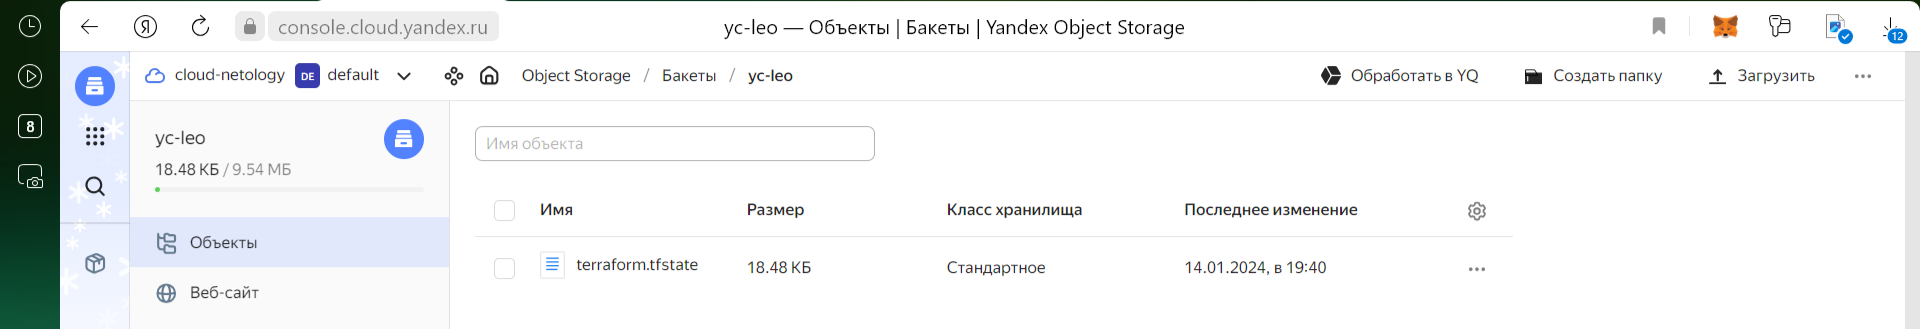 console.cloud.yandex.ru
yc-leo — Объекты | Бакеты | Yandex Object Storage
12
cloud-netology DE default
Object Storage / Бакеты / yc-leo
Обработать в YQ
Создать папку
Загрузить
8
yc-leo
18.48 КБ / 9.54 МБ
Объекты
Веб-сайт
Имя объекта
Имя Размер Класс хранилища Последнее изменение
terraform.tfstate 18.48 КБ Стандартное 14.01.2024, в 19:40